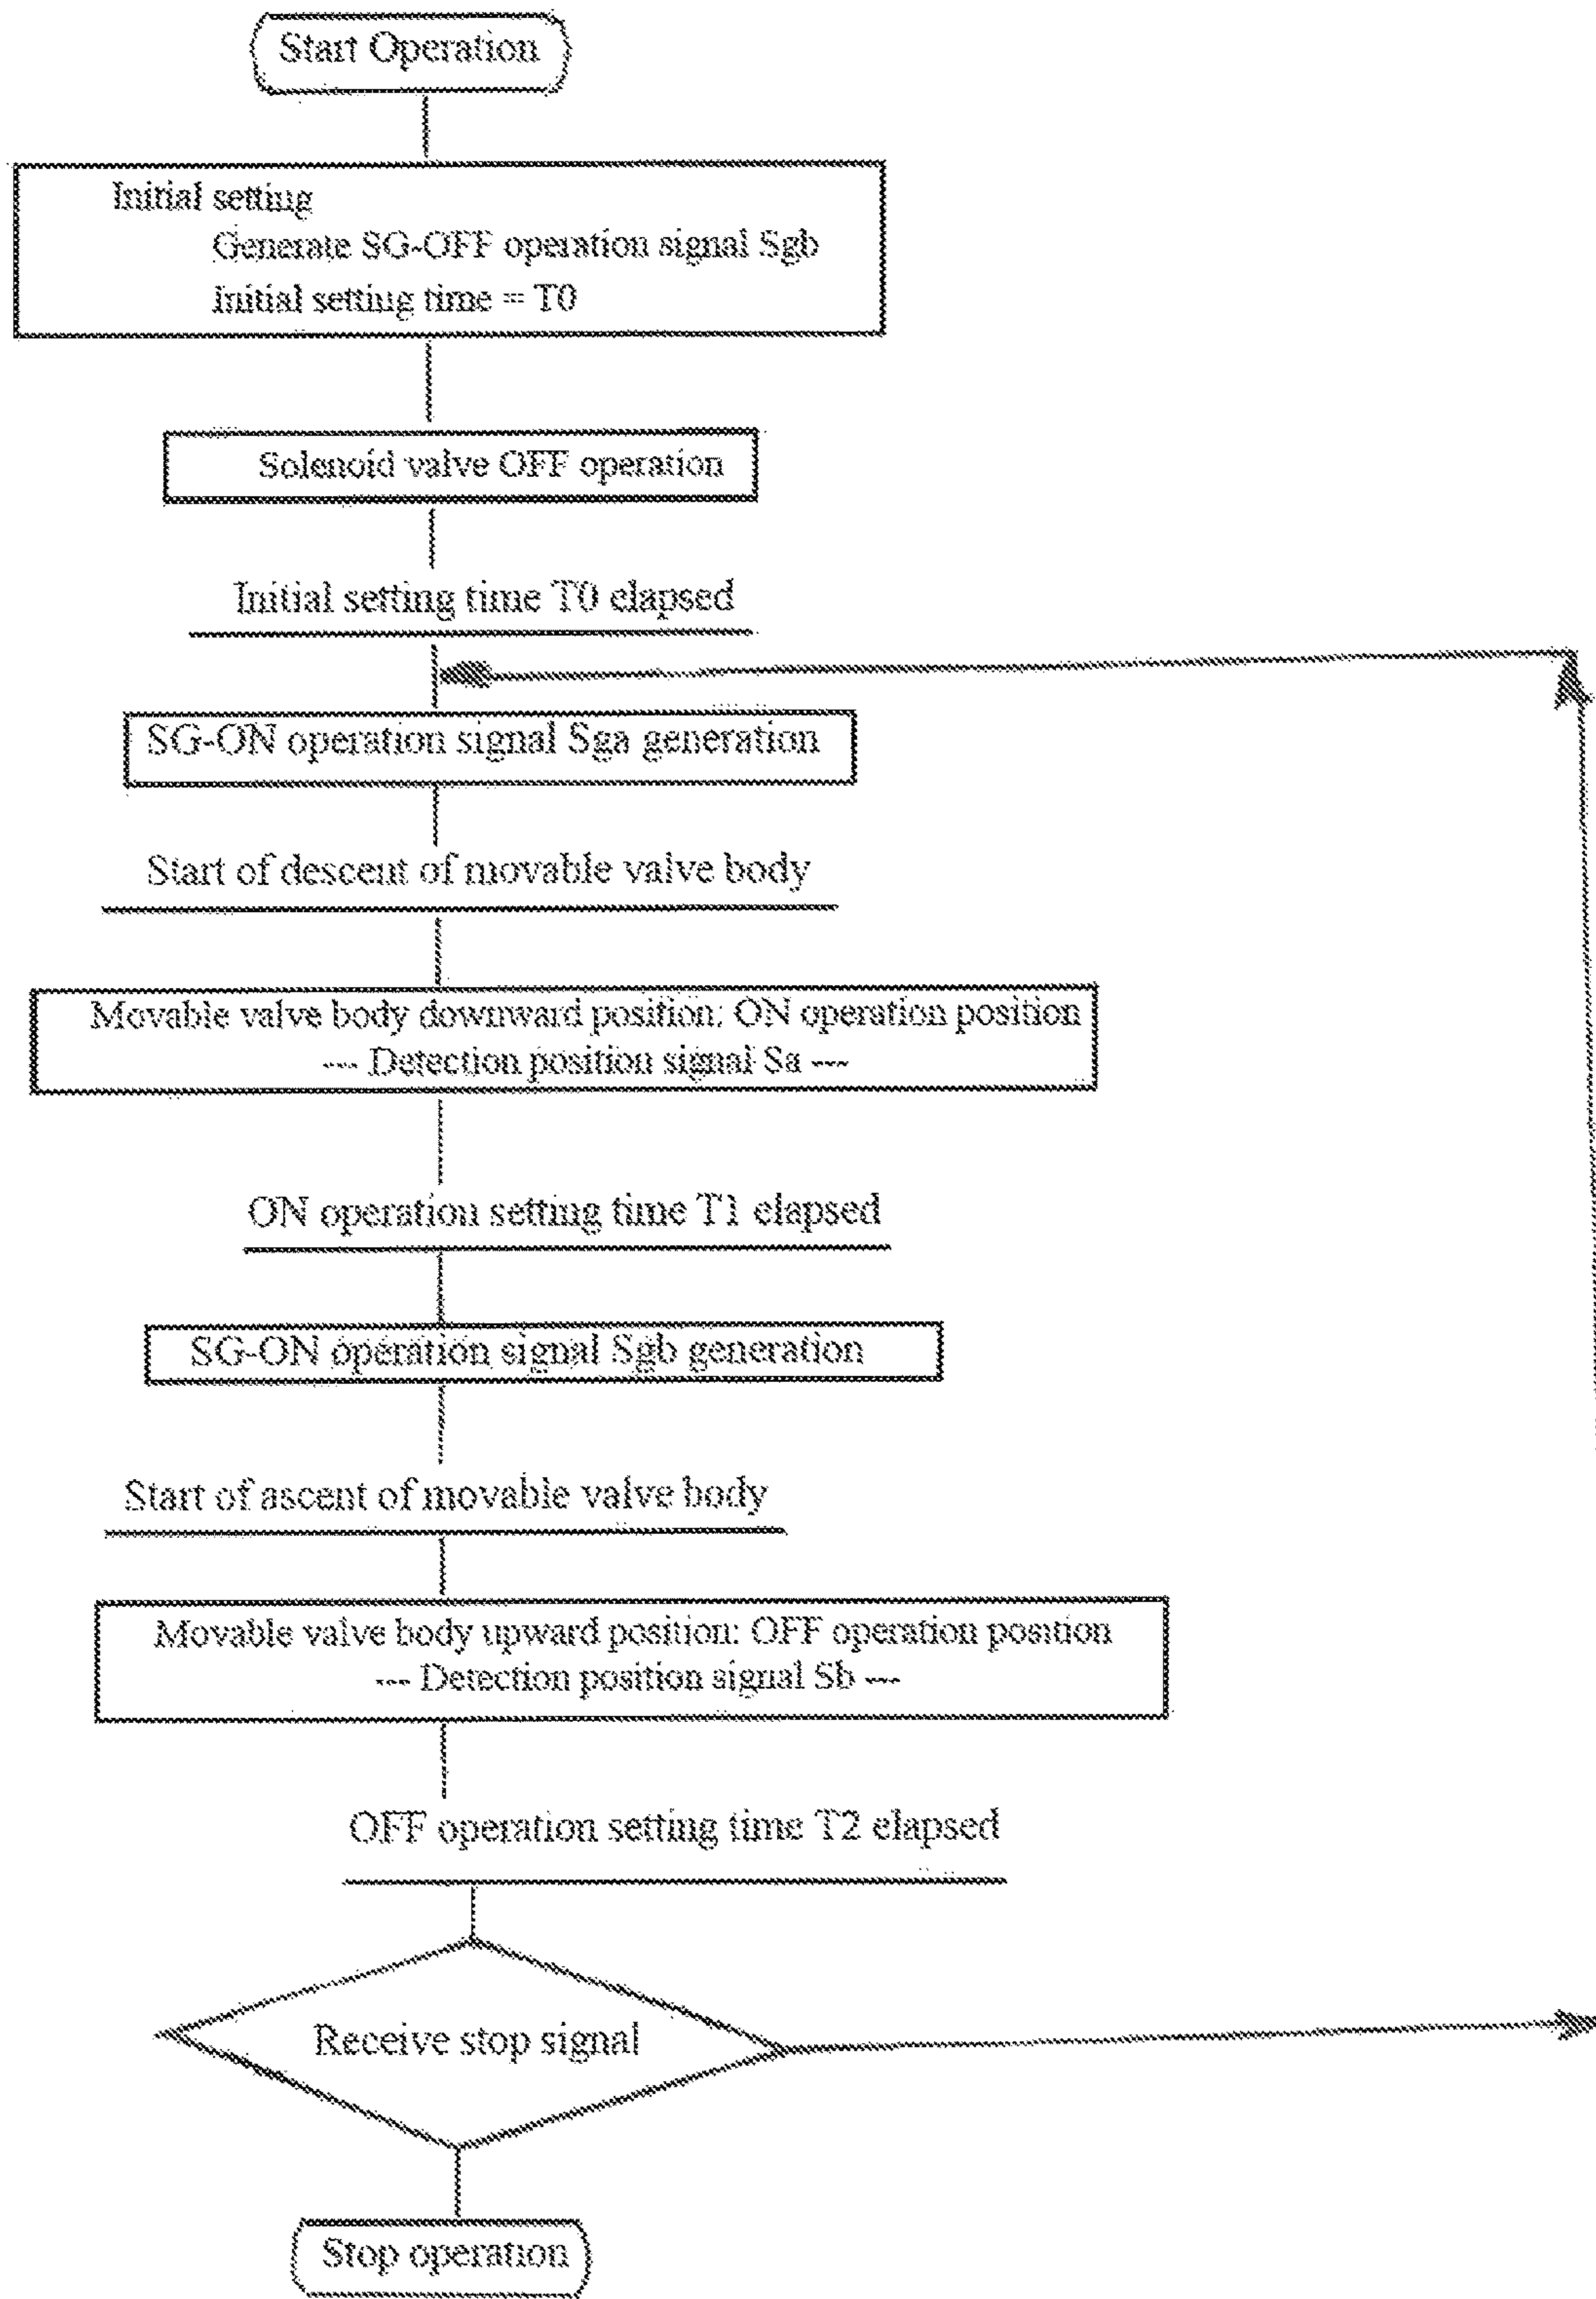 Start Operation
Initial setting
Generate SG-OFF operation signal Sgb
Initial setting time = T0
Solenoid valve OFF operation
Initial setting time T0 elapsed
SG-ON operation signal Sga generation
Start of descent of movable valve body
Movable valve body downward position: ON operation position
--- Detection position signal Sa ---
ON operation setting time T1 elapsed
SG-ON operation signal Sgb generation
Start of ascent of movable valve body
Movable valve body upward position: OFF operation position
--- Detection position signal Sb ---
OFF operation setting time T2 elapsed
Receive stop signal
Stop operation